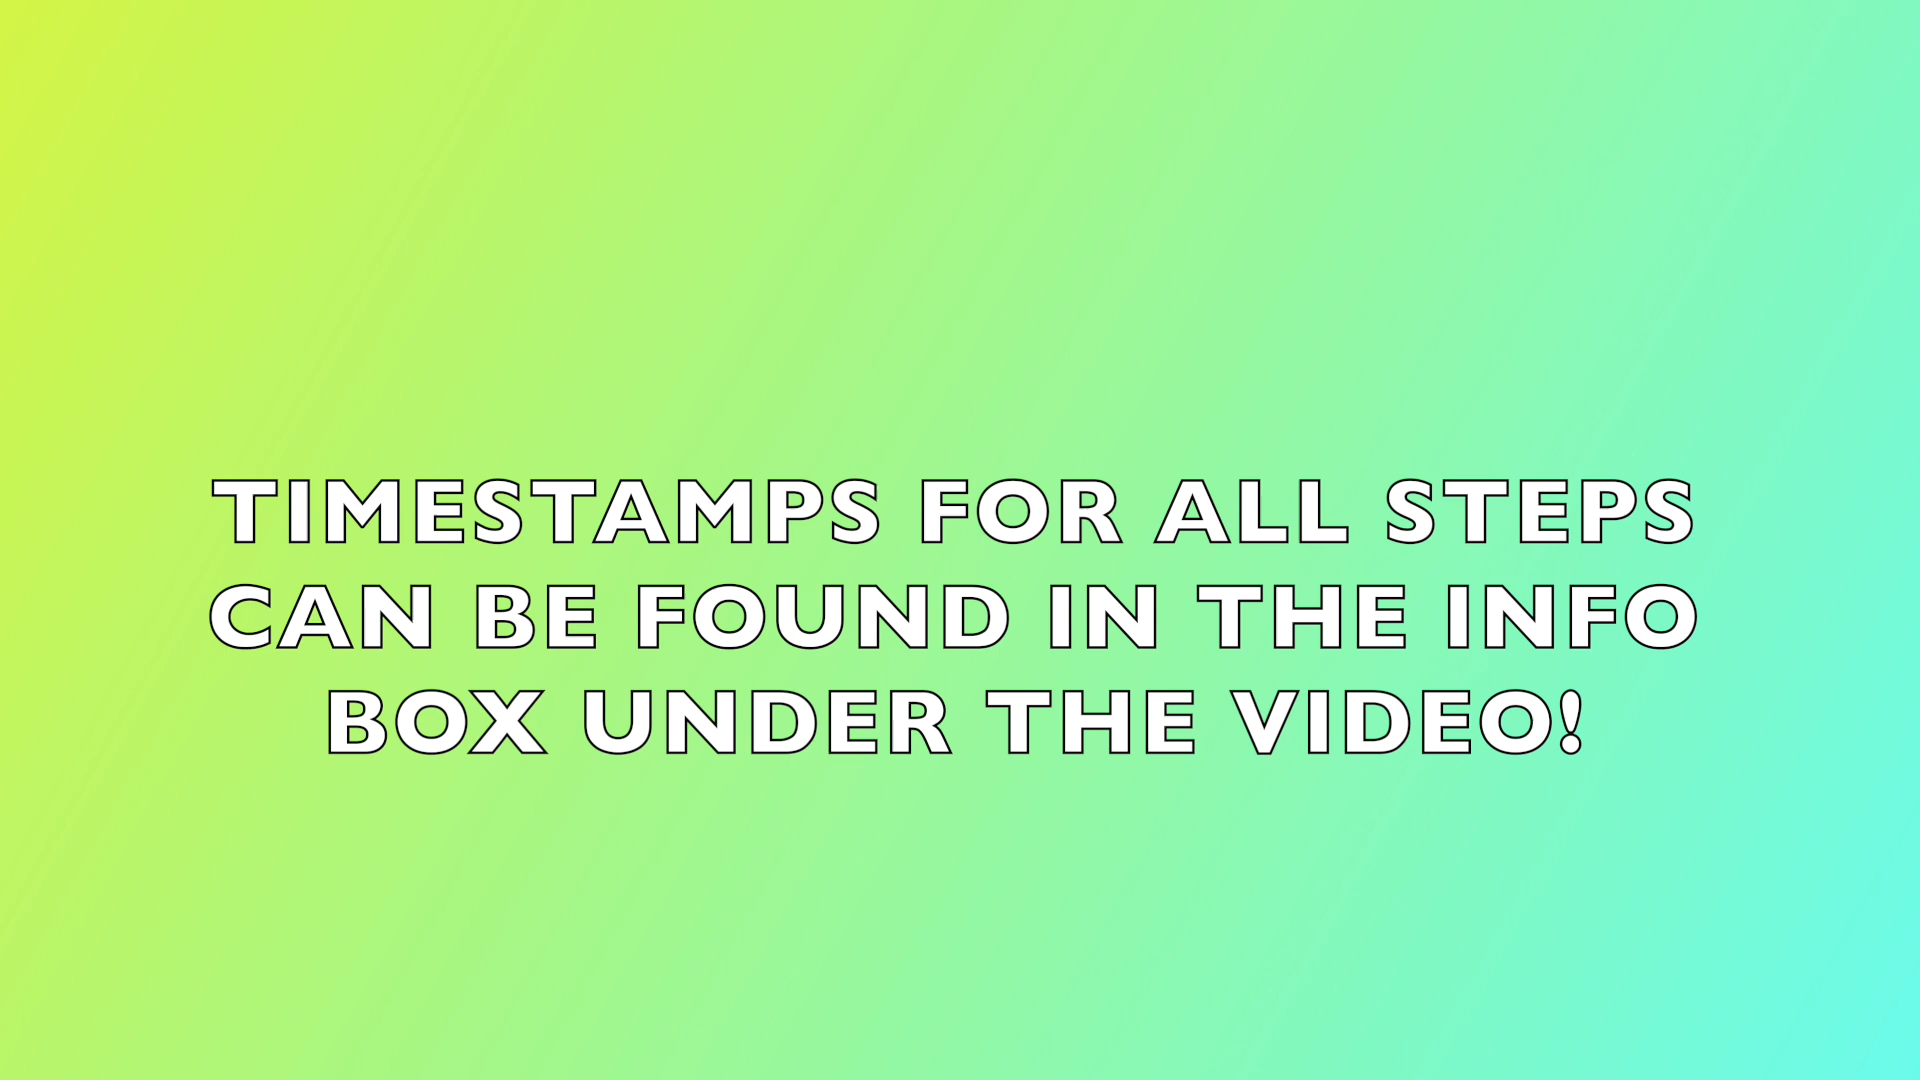 TIMESTAMPS FOR ALL STEPS
CAN BE FOUND IN THE INFO
BOX UNDER THE VIDEO!